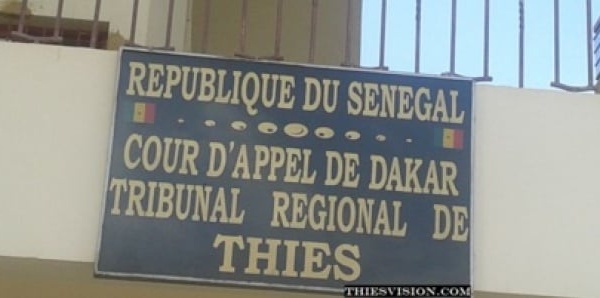 REPUBLIQUE DU SENEGAL
COUR D'APPEL DE DAKAR
TRIBUNAL REGIONAL DE
THIES
THIESVISION.COM